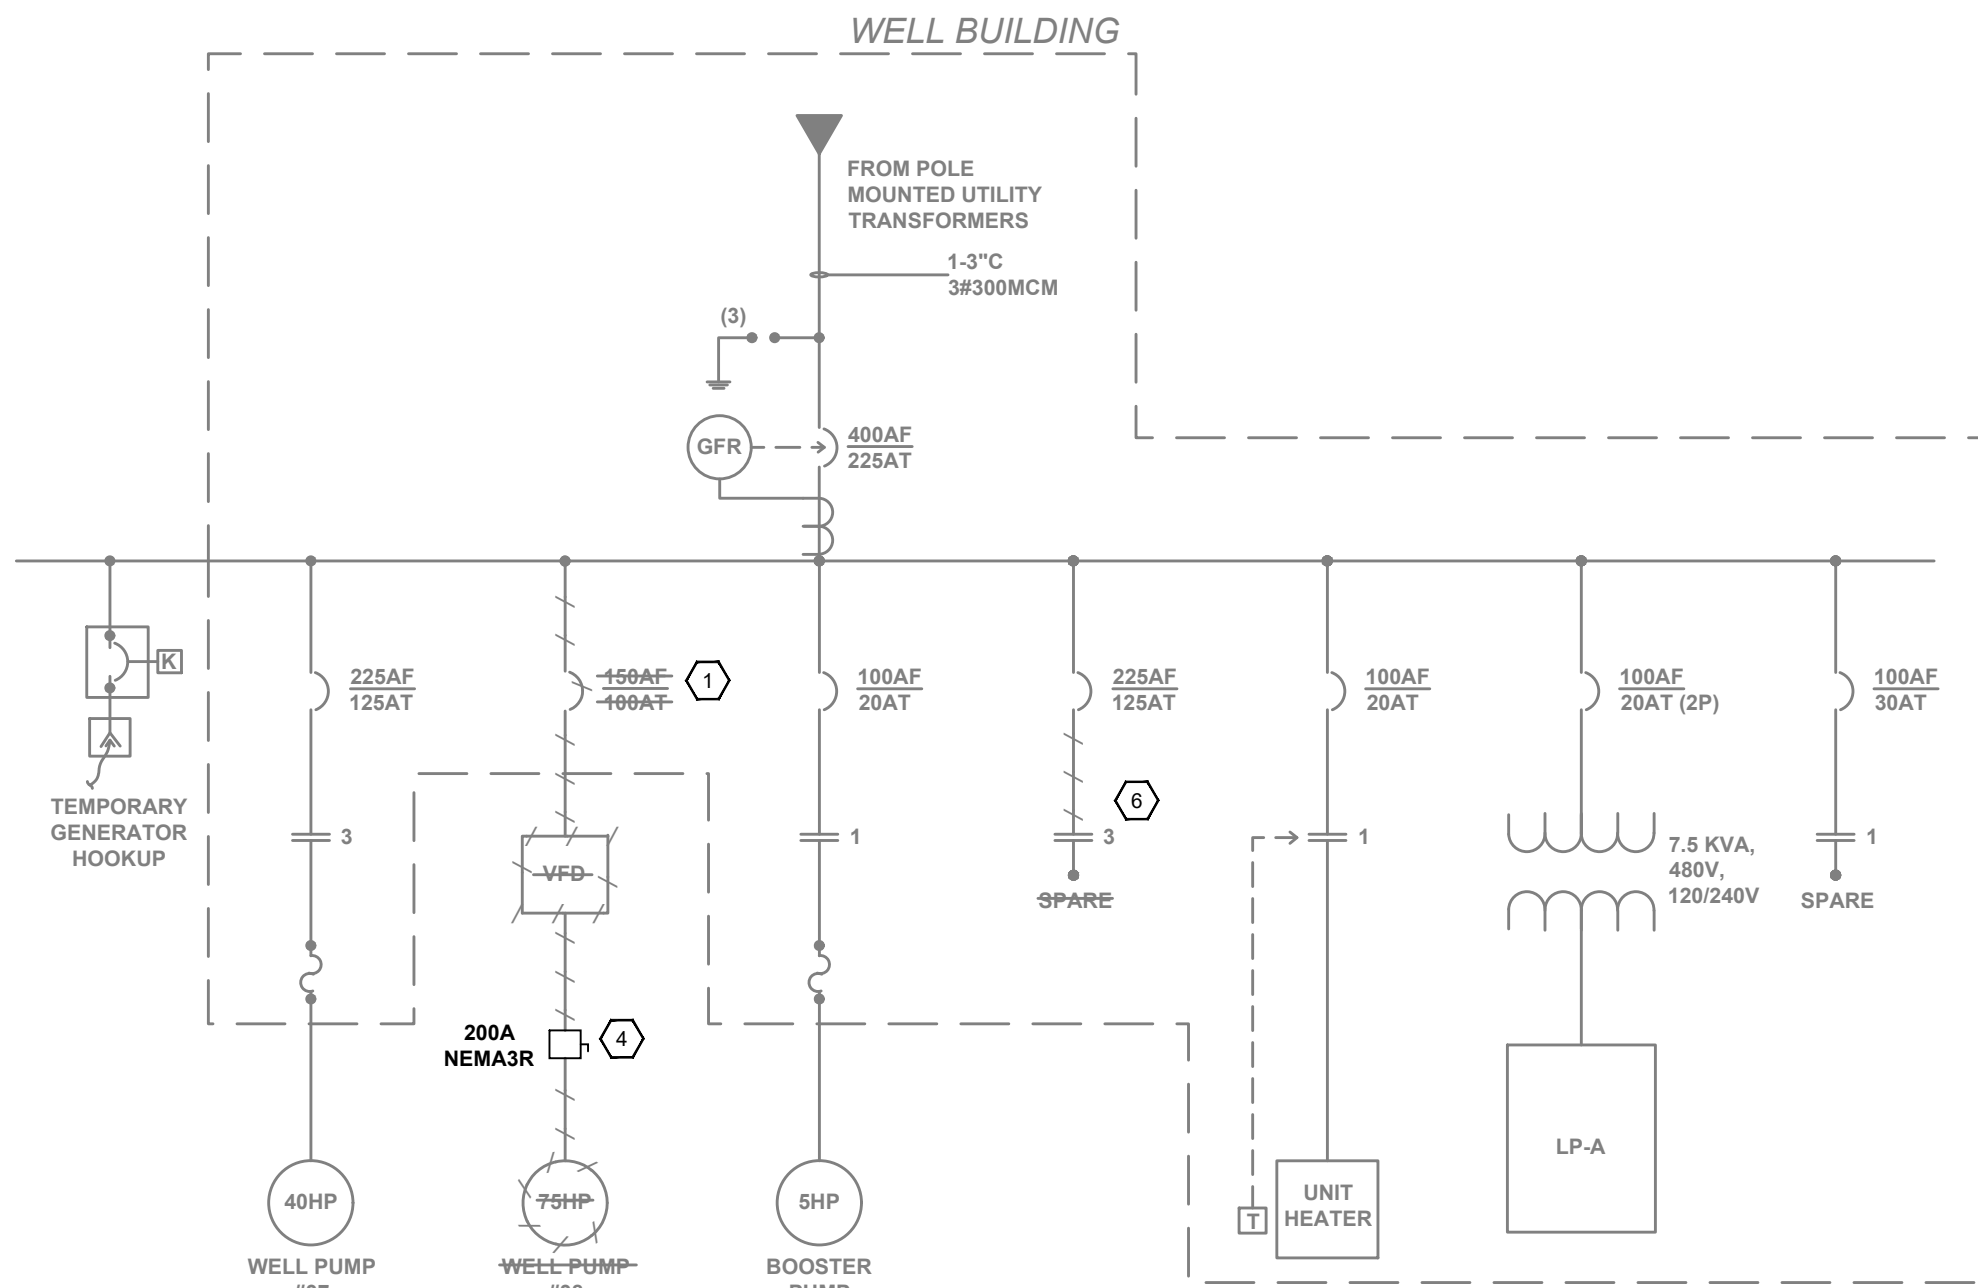 WELL BUILDING
FROM POLE
MOUNTED UTILITY
TRANSFORMERS
1-3"C
3#300MCM
(3)
GFR
400AF
225AT
K
225AF
125AT
150AF
100AT
1
100AF
20AT
225AF
125AT
100AF
20AT
100AF
20AT (2P)
100AF
30AT
TEMPORARY
GENERATOR
HOOKUP
3
VFD
1
6
3
SPARE
1
7.5 KVA,
480V,
120/240V
1
SPARE
200A
NEMA3R
4
LP-A
40HP
75HP
5HP
T
UNIT
HEATER
WELL PUMP
WELL PUMP
BOOSTER
PUMP